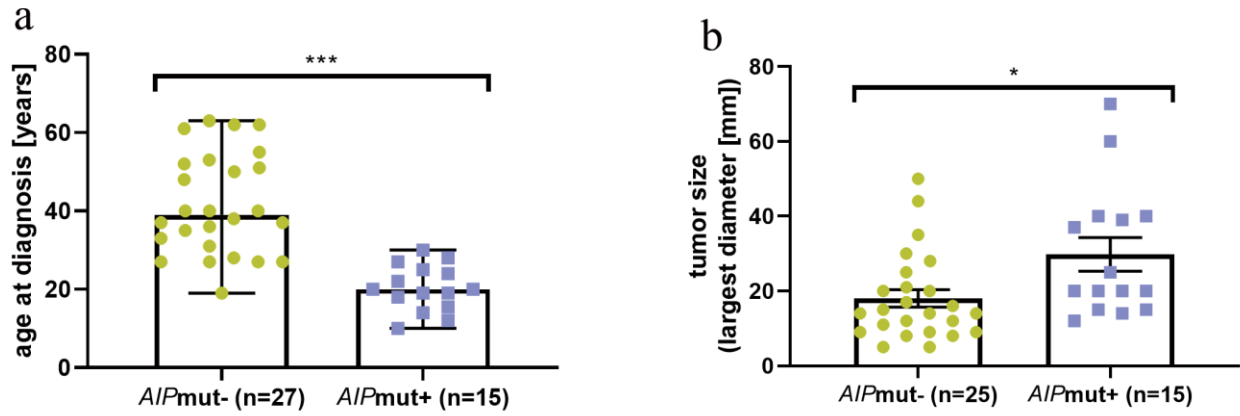 a
age at diagnosis [years]
80
60
40
20
0
***
AIPmut- (n=27)
AIPmut+ (n=15)
b
tumor size
(largest diameter [mm])
80
60
40
20
0
*
AIPmut- (n=25)
AIPmut+ (n=15)